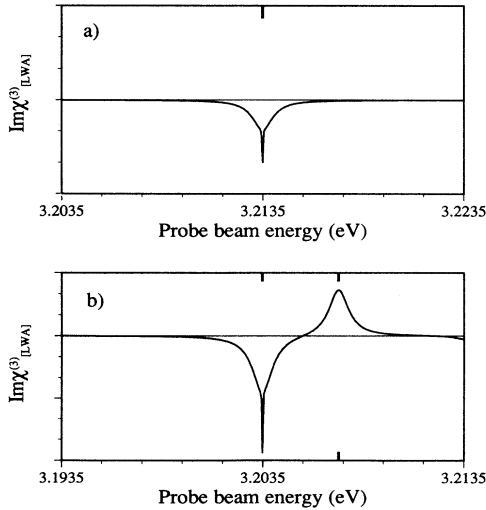 a)
Imχ⁽³⁾[LWA]
3.2035 3.2135 3.2235
Probe beam energy (eV)
b)
Imχ⁽³⁾[LWA]
3.1935 3.2035 3.2135
Probe beam energy (eV)